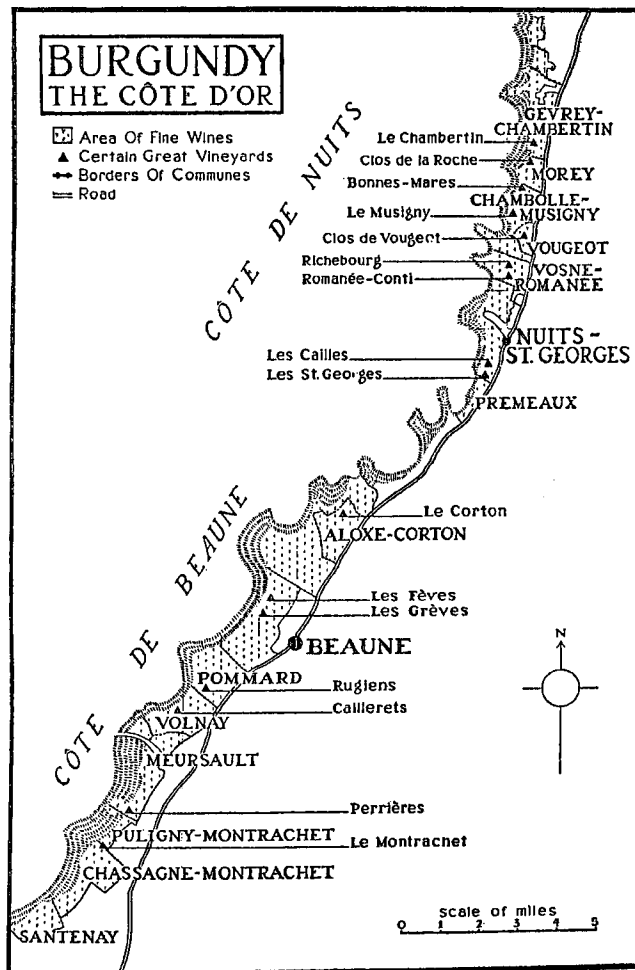 BURGUNDY
THE CÔTE D'OR
Area Of Fine Wines
Certain Great Vineyards
Borders Of Communes
Road
CÔTE DE NUITS
GEVREY-
CHAMBERTIN
Le Chambertin
Clos de la Roche
MOREY
Bonnes-Mares
CHAMBOLLE-
MUSIGNY
Le Musigny
Clos de Vougeot
VOUGEOT
Richebourg
VOSNE-
ROMANÉE
Romanée-Conti
NUITS-
ST. GEORGES
Les Cailles
Les St. Georges
PREMEAUX
CÔTE DE BEAUNE
Le Corton
ALOXE-CORTON
Les Fèves
Les Grèves
BEAUNE
POMMARD
Rugiens
Caillerets
VOLNAY
MEURSAULT
Perrières
PULIGNY-MONTRACHET
Le Montrachet
CHASSAGNE-MONTRACHET
SANTENAY
N
scale of miles
0 1 2 3 4 5